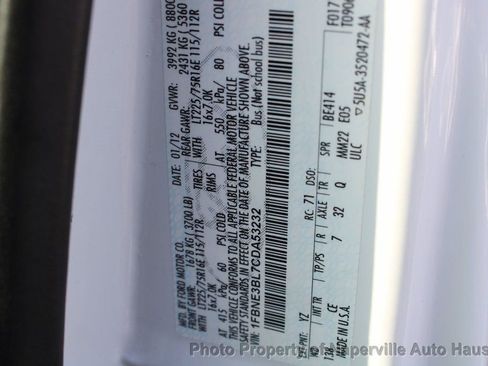 MFD. BY FORD MOTOR CO.
DATE: 01/12 GVWR: 3992 KG ( 8800
FRONT GAWR: 1678 KG ( 3700 LB) REAR GAWR: 2431 KG ( 5360
LT225/75R16E 115/112R TIRES WITH LT225/75R16E 115/112R
16x7.0K RIMS 16x7.0K
AT 415 kPa/ 60 PSI COLD AT 550 kPa/ 80 PSI COLD
THIS VEHICLE CONFORMS TO ALL APPLICABLE FEDERAL MOTOR VEHICLE
STANDARDS IN EFFECT ON THE DATE OF MANUFACTURE SHOWN ABOVE.
VIN: 1FBNE3BL7CDA53232 TYPE: Bus.(Not School bus)
EXT PNT: YZ RC: 71 DSO: F017
INT TR TP/PS R AXLE TR SPR BE414
138 CE 7 32 Q MM22 E05
MADE IN U.S.A. ULC
5U5A-3520472-AA
Photo Property of Naperville Auto Haus